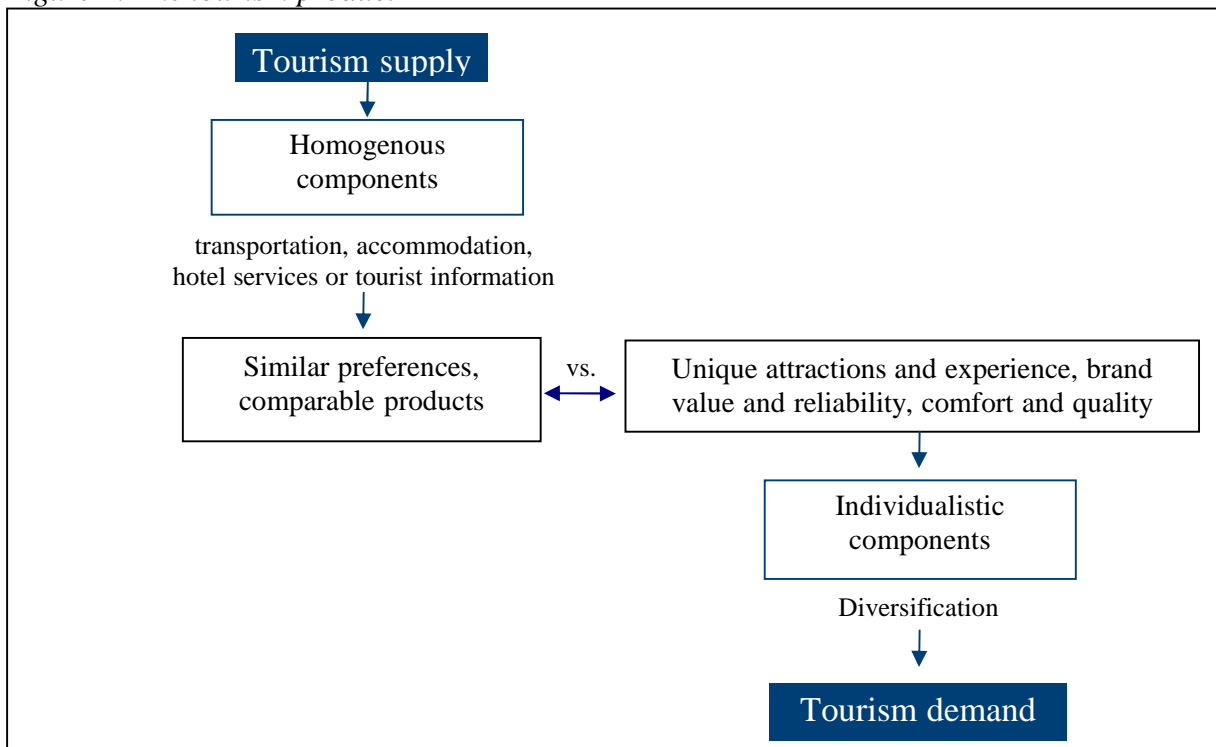 Tourism supply
Homogenous
components
transportation, accommodation,
hotel services or tourist information
Similar preferences,
comparable products
vs.
Unique attractions and experience, brand
value and reliability, comfort and quality
Individualistic
components
Diversification
Tourism demand